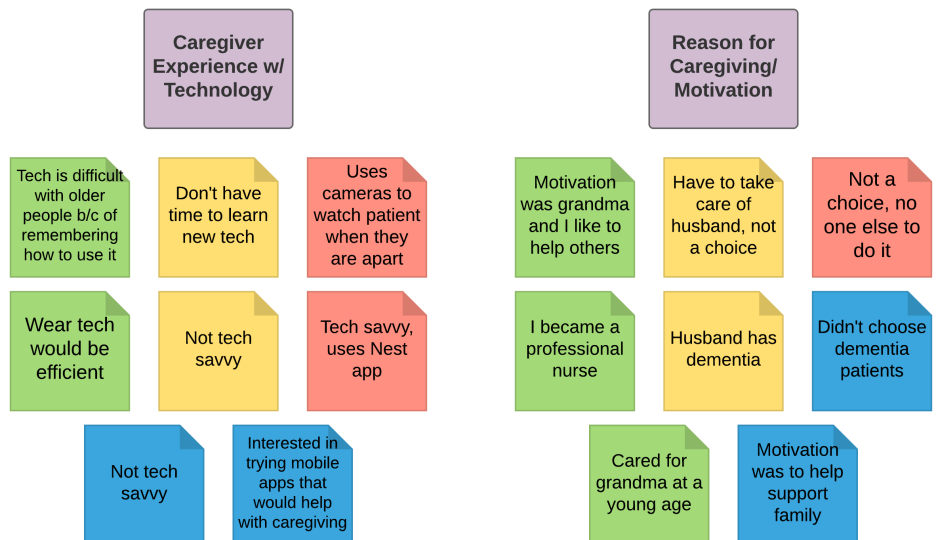 Caregiver
Experience w/
Technology
Tech is difficult
with older
people b/c of
remembering
how to use it
Don't have
time to learn
new tech
Uses
cameras to
watch patient
when they
are apart
Wear tech
would be
efficient
Not tech
savvy
Tech savvy,
uses Nest
app
Not tech
savvy
Interested in
trying mobile
apps that
would help
with caregiving
Reason for
Caregiving/
Motivation
Motivation
was grandma
and I like to
help others
Have to take
care of
husband, not
a choice
Not a
choice, no
one else to
do it
I became a
professional
nurse
Husband has
dementia
Didn't choose
dementia
patients
Cared for
grandma at a
young age
Motivation
was to help
support
family